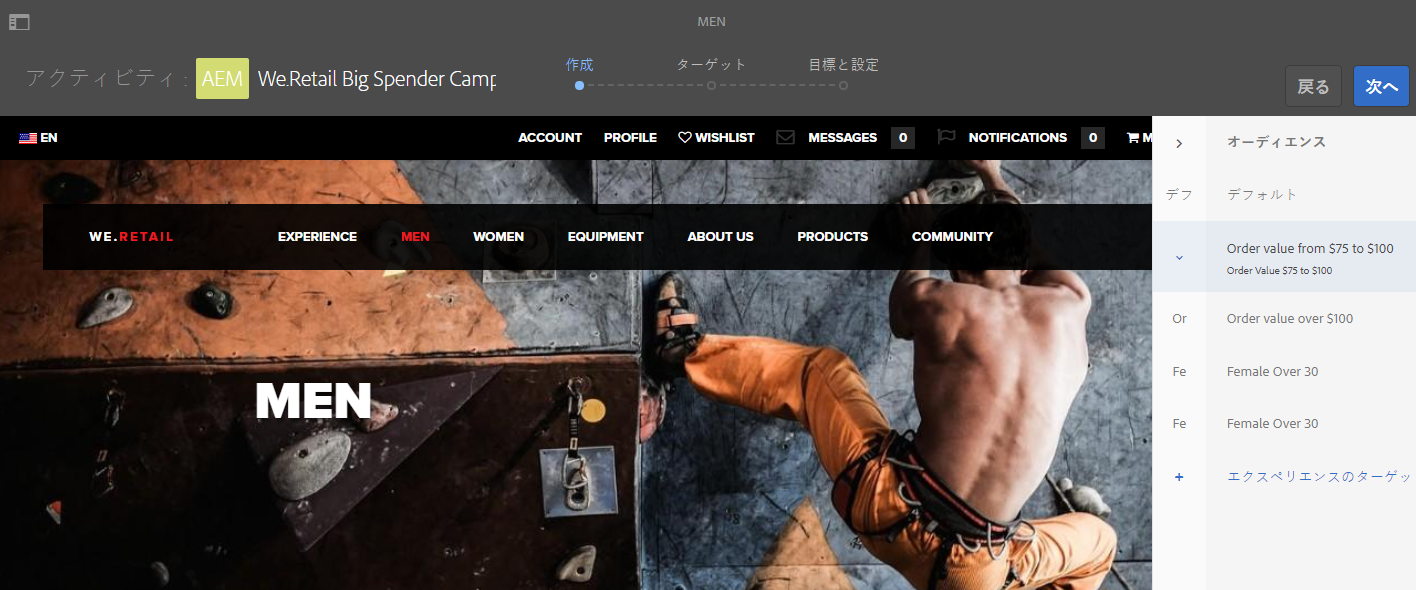 MEN
アクティビティ : AEM We.Retail Big Spender Camp
作成 ターゲット 目標と設定
戻る 次へ
EN ACCOUNT PROFILE WISHLIST MESSAGES 0 NOTIFICATIONS 0 M
WE.RETAIL EXPERIENCE MEN WOMEN EQUIPMENT ABOUT US PRODUCTS COMMUNITY
MEN
オーディエンス
デフ デフォルト
Order value from $75 to $100
Order Value $75 to $100
Or Order value over $100
Fe Female Over 30
Fe Female Over 30
+ エクスペリエンスのターゲッ